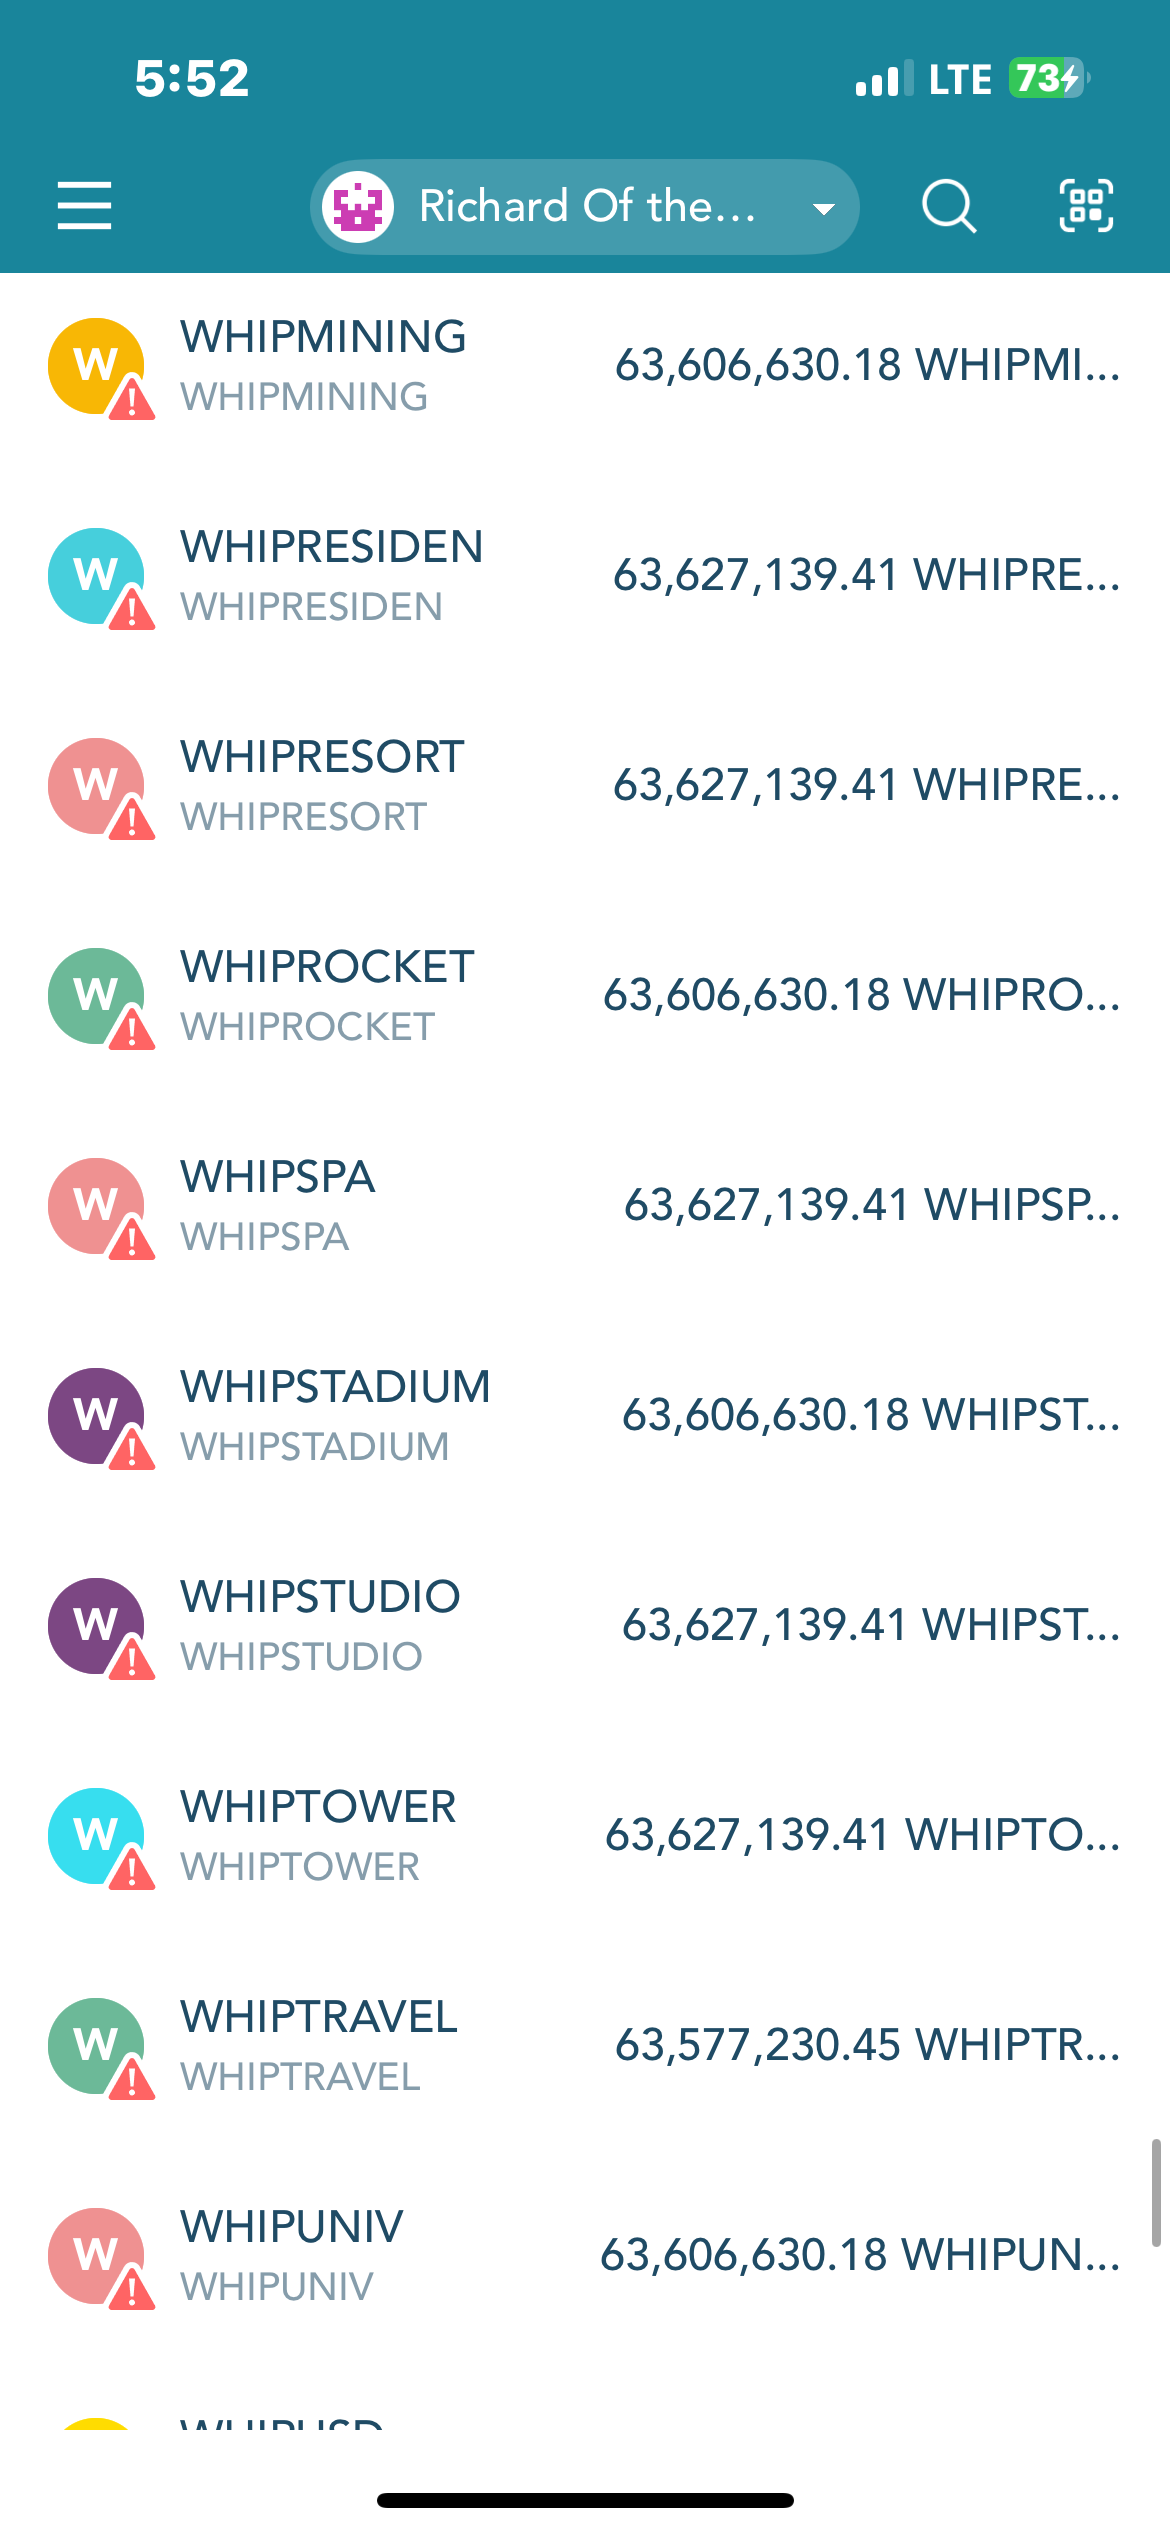 5:52 LTE 73
Richard Of the...
W WHIPMINING
WHIPMINING
63,606,630.18 WHIPMI...
W WHIPRESIDEN
WHIPRESIDEN
63,627,139.41 WHIPRE...
W WHIPRESORT
WHIPRESORT
63,627,139.41 WHIPRE...
W WHIPROCKET
WHIPROCKET
63,606,630.18 WHIPRO...
W WHIPSPA
WHIPSPA
63,627,139.41 WHIPSP...
W WHIPSTADIUM
WHIPSTADIUM
63,606,630.18 WHIPST...
W WHIPSTUDIO
WHIPSTUDIO
63,627,139.41 WHIPST...
W WHIPTOWER
WHIPTOWER
63,627,139.41 WHIPTO...
W WHIPTRAVEL
WHIPTRAVEL
63,577,230.45 WHIPTR...
W WHIPUNIV
WHIPUNIV
63,606,630.18 WHIPUN...